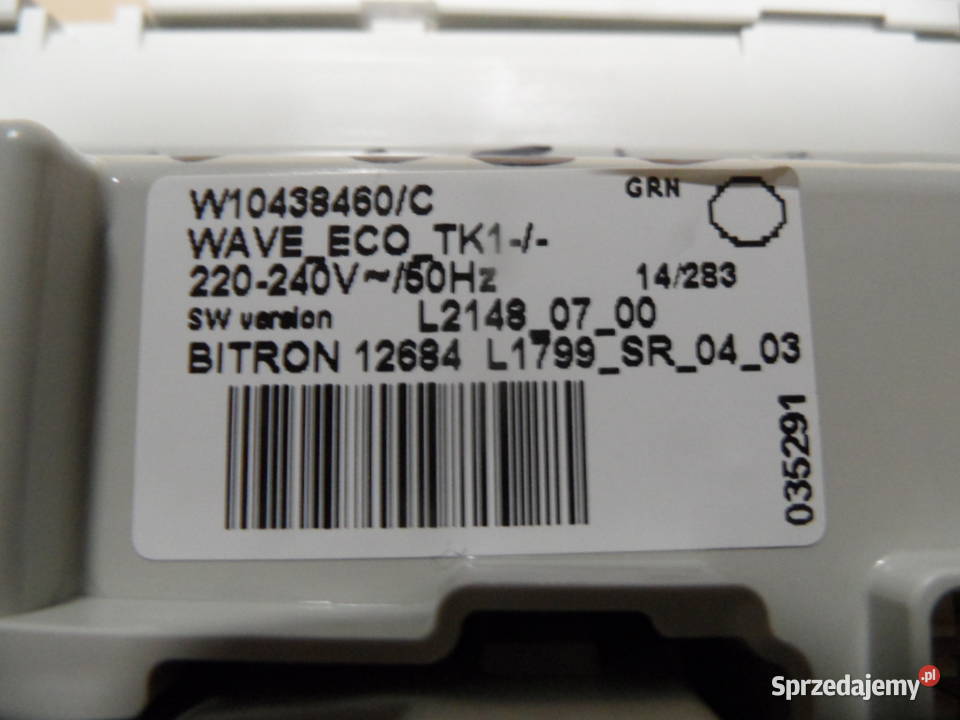 W10438460/C
GRN
WAVE_ECO_TK1-/-
220-240V~/50Hz 14/283
SW version L2148_07_00
BITRON 12684 L1799_SR_04_03
035291
Sprzedajemy.pl